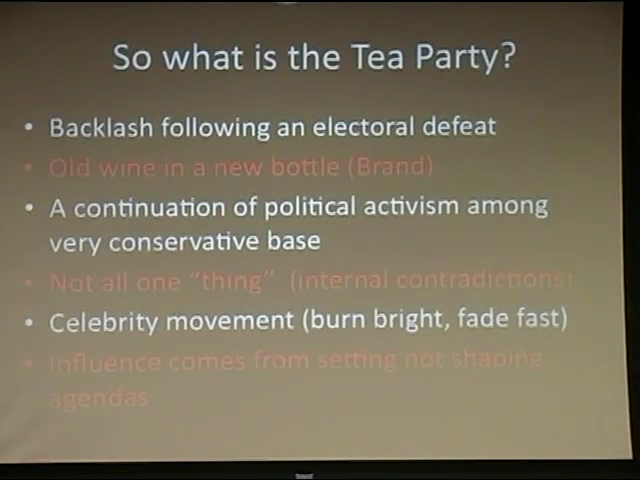 So what is the Tea Party?
• Backlash following an electoral defeat
• Old wine in a new bottle (Brand)
• A continuation of political activism among
very conservative base
• Not all one “thing” (internal contradictions)
• Celebrity movement (burn bright, fade fast)
• Influence comes from setting not shaping
agendas